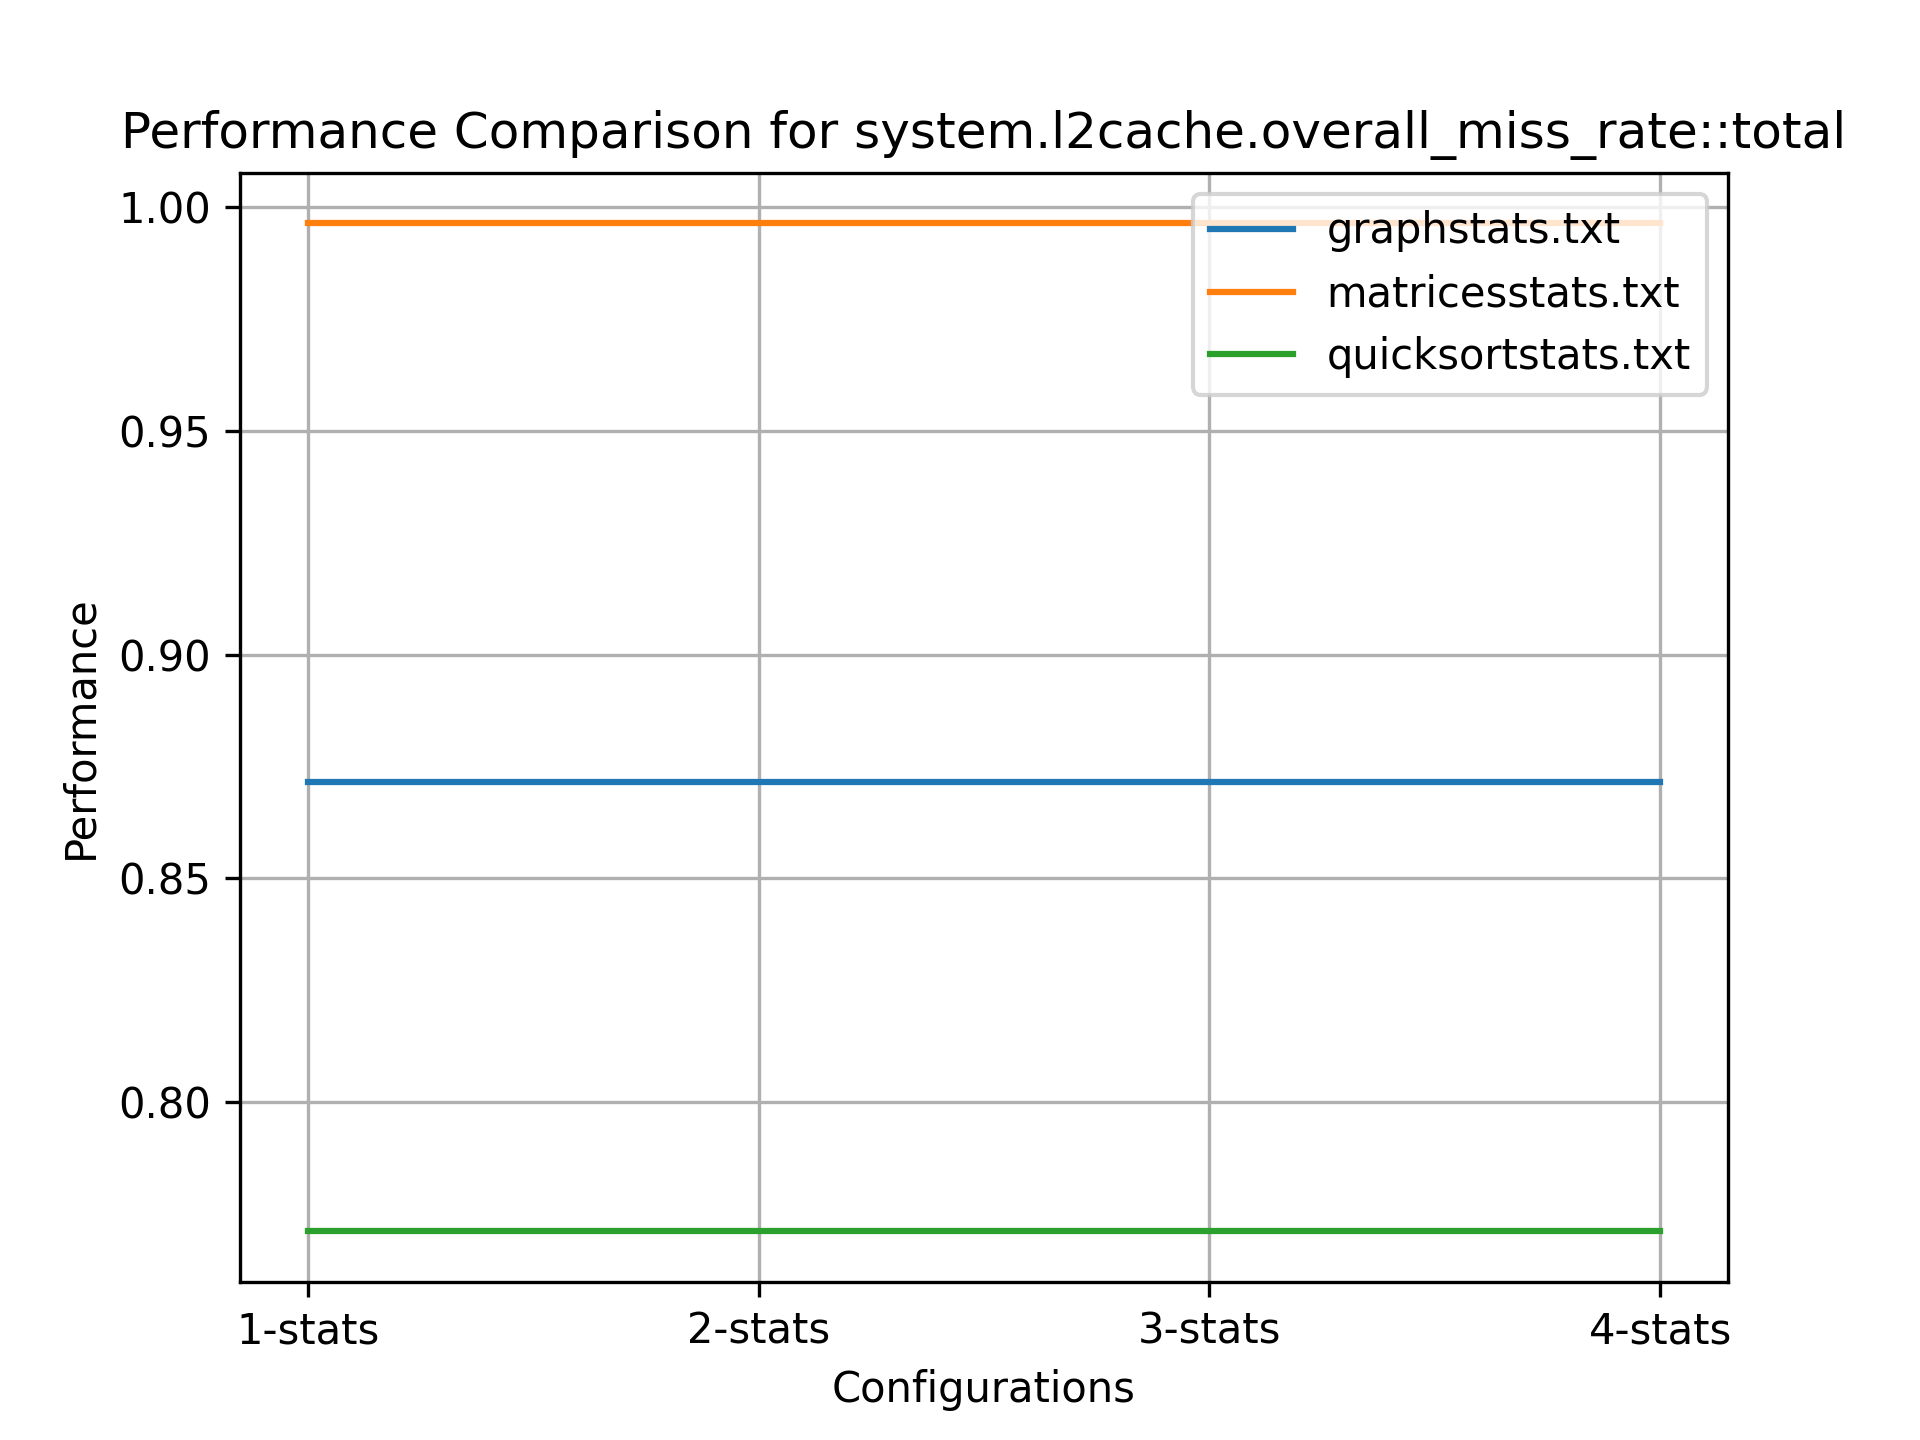 Performance Comparison for system.l2cache.overall_miss_rate::total
1.00
0.95
0.90
0.85
0.80
Performance
graphstats.txt
matricesstats.txt
quicksortstats.txt
1-stats 2-stats 3-stats 4-stats
Configurations